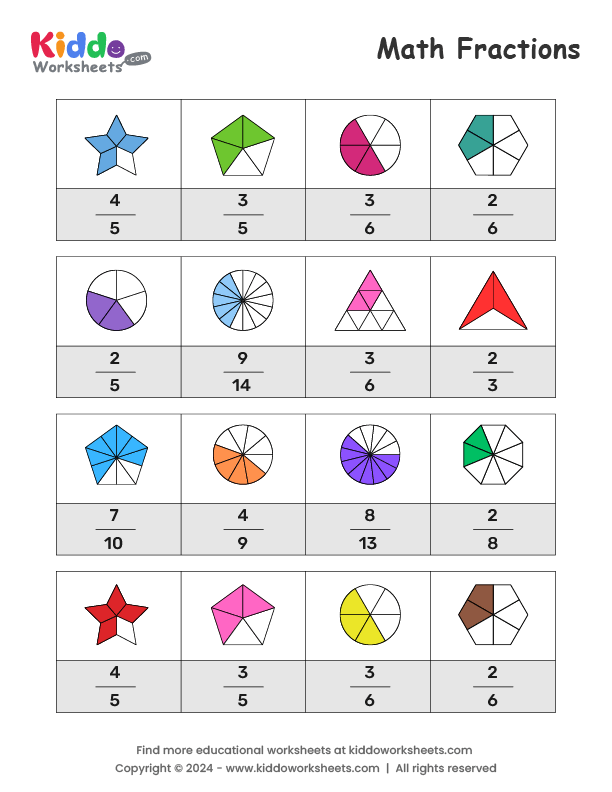 Kiddo
Worksheets.com
Math Fractions
4 3 3 2
5 5 6 6
2 9 3 2
5 14 6 3
7 4 8 2
10 9 13 8
4 3 3 2
5 5 6 6
Find more educational worksheets at kiddoworksheets.com
Copyright © 2024 - www.kiddoworksheets.com | All rights reserved